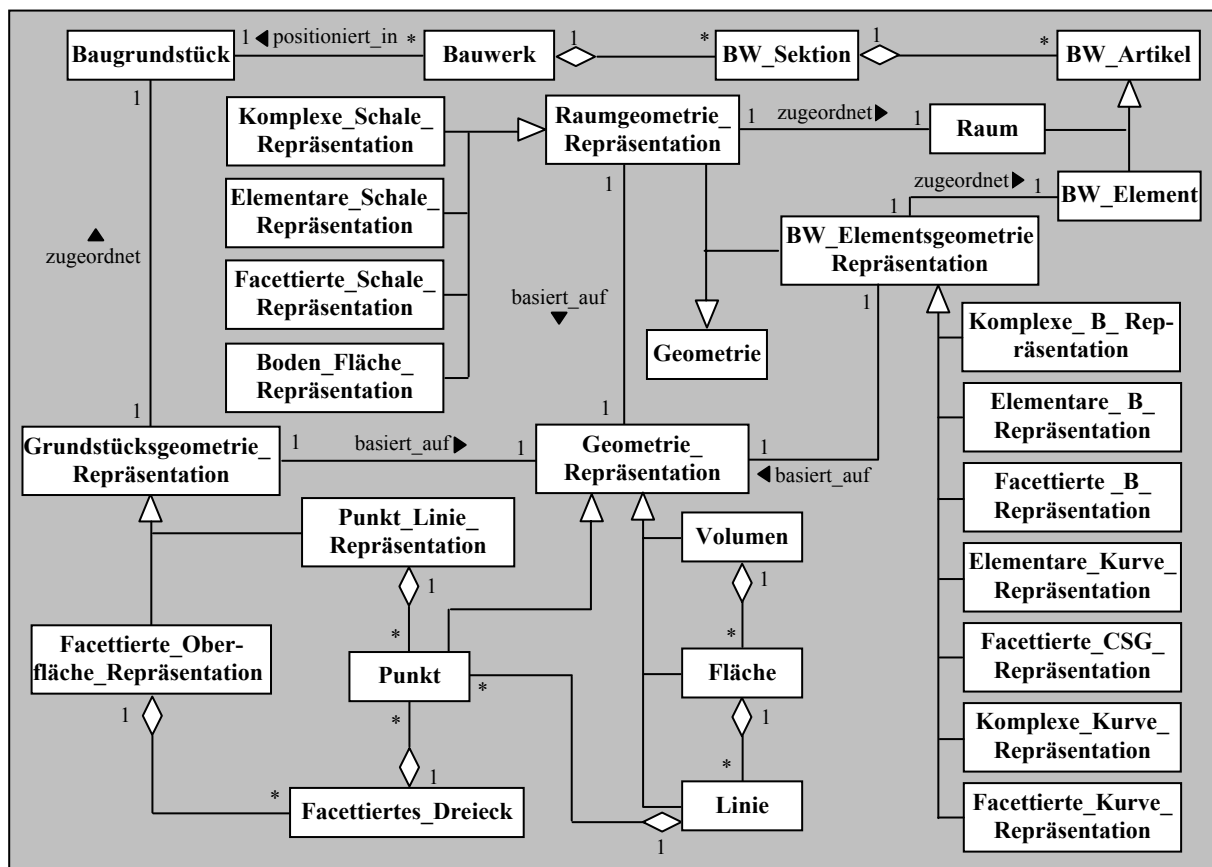 Baugrundstück
1
positioniert_in
*
Bauwerk
1
*
BW_Sektion
1
*
BW_Artikel
1
Komplexe_Schale_
Repräsentation
Raumgeometrie_
Repräsentation
1
zugeordnet
1
Raum
1
zugeordnet
1
1
BW_Element
Elementare_Schale_
Repräsentation
BW_Elementsgeometrie
Repräsentation
zugeordnet
Facettierte_Schale_
Repräsentation
basiert_auf
1
Komplexe_ B_ Rep-
räsentation
Geometrie
Boden_Fläche_
Repräsentation
1
1
Elementare_ B_
Repräsentation
Grundstücksgeometrie_
Repräsentation
1
basiert_auf
1
Geometrie_
Repräsentation
1
basiert_auf
Facettierte _B_
Repräsentation
Punkt_Linie_
Repräsentation
Volumen
1
*
1
*
Elementare_Kurve_
Repräsentation
Facettierte_Ober-
fläche_Repräsentation
Punkt
*
Fläche
Facettierte_CSG_
Repräsentation
1
*
1
1
*
Komplexe_Kurve_
Repräsentation
*
Facettiertes_Dreieck
Linie
1
Facettierte_Kurve_
Repräsentation